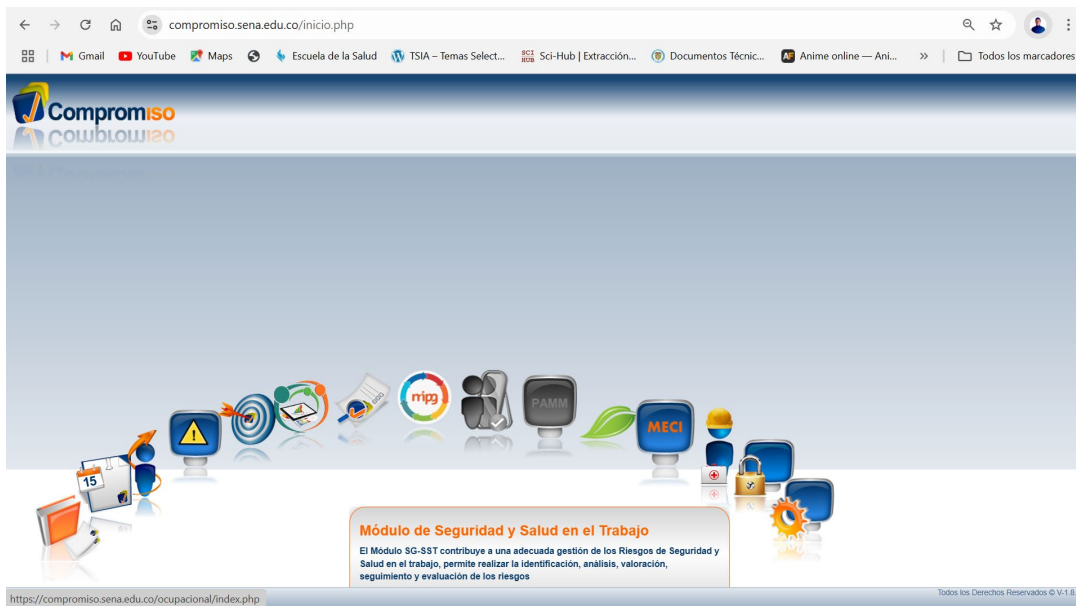 compromiso.sena.edu.co/inicio.php
Gmail YouTube Maps Escuela de la Salud TSIA – Temas Select... SCI HUB Sci-Hub | Extracción... Documentos Técnic... AF Anime online — Ani... » Todos los marcadores
Compromiso
mipg
PAMM
MECI
15
Módulo de Seguridad y Salud en el Trabajo
El Módulo SG-SST contribuye a una adecuada gestión de los Riesgos de Seguridad y
Salud en el trabajo, permite realizar la identificación, análisis, valoración,
seguimiento y evaluación de los riesgos
https://compromiso.sena.edu.co/ocupacional/index.php
Todos los Derechos Reservados © V-1.8.